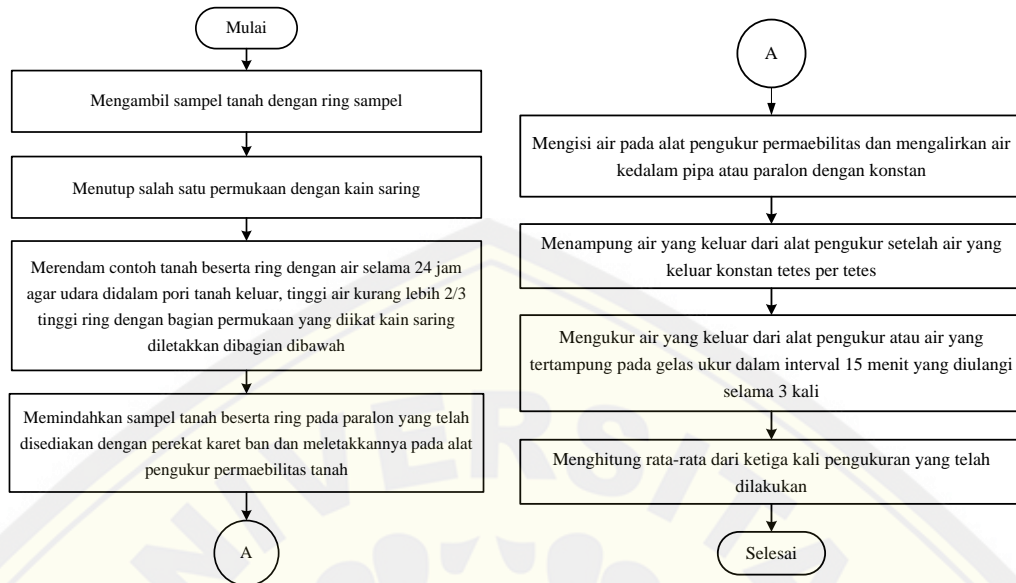 Mulai
Mengambil sampel tanah dengan ring sampel
Menutup salah satu permukaan dengan kain saring
Merendam contoh tanah beserta ring dengan air selama 24 jam
agar udara didalam pori tanah keluar, tinggi air kurang lebih 2/3
tinggi ring dengan bagian permukaan yang diikat kain saring
diletakkan dibagian dibawah
Memindahkan sampel tanah beserta ring pada paralon yang telah
disediakan dengan perekat karet ban dan meletakkannya pada alat
pengukur permaebilitas tanah
A
A
Mengisi air pada alat pengukur permaebilitas dan mengalirkan air
kedalam pipa atau paralon dengan konstan
Menampung air yang keluar dari alat pengukur setelah air yang
keluar konstan tetes per tetes
Mengukur air yang keluar dari alat pengukur atau air yang
tertampung pada gelas ukur dalam interval 15 menit yang diulangi
selama 3 kali
Menghitung rata-rata dari ketiga kali pengukuran yang telah
dilakukan
Selesai
NIVERSITA